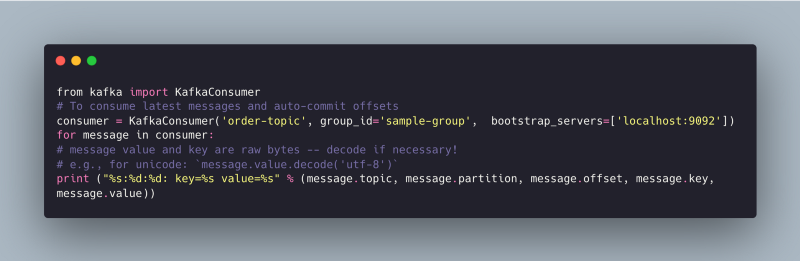 from kafka import KafkaConsumer
# To consume latest messages and auto-commit offsets
consumer = KafkaConsumer('order-topic', group_id='sample-group',  bootstrap_servers=['localhost:9092'])
for message in consumer:
# message value and key are raw bytes -- decode if necessary!
# e.g., for unicode: `message.value.decode('utf-8')`
print ("%s:%d:%d: key=%s value=%s" % (message.topic, message.partition, message.offset, message.key,
message.value))